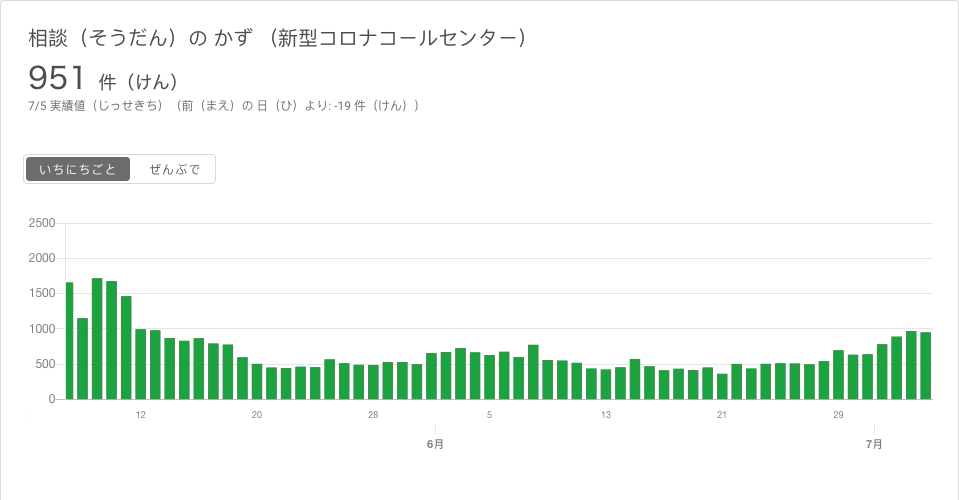 相談（そうだん）の かず （新型コロナコールセンター）
951 件（けん）
7/5 実績値（じっせきち）（前（まえ）の 日（ひ）より: -19 件（けん））
いちにちごと ぜんぶで
2500
2000
1500
1000
500
0
12 20 28 5 13 21 29
6月 7月